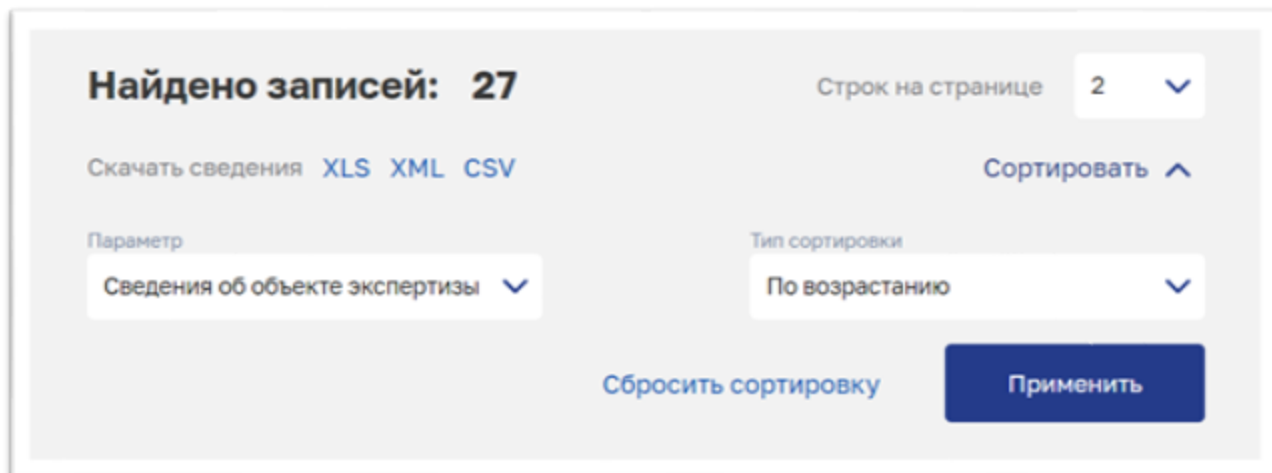 Найдено записей: 27
Строк на странице 2
Скачать сведения XLS XML CSV
Сортировать
Параметр
Сведения об объекте экспертизы
Тип сортировки
По возрастанию
Сбросить сортировку
Применить